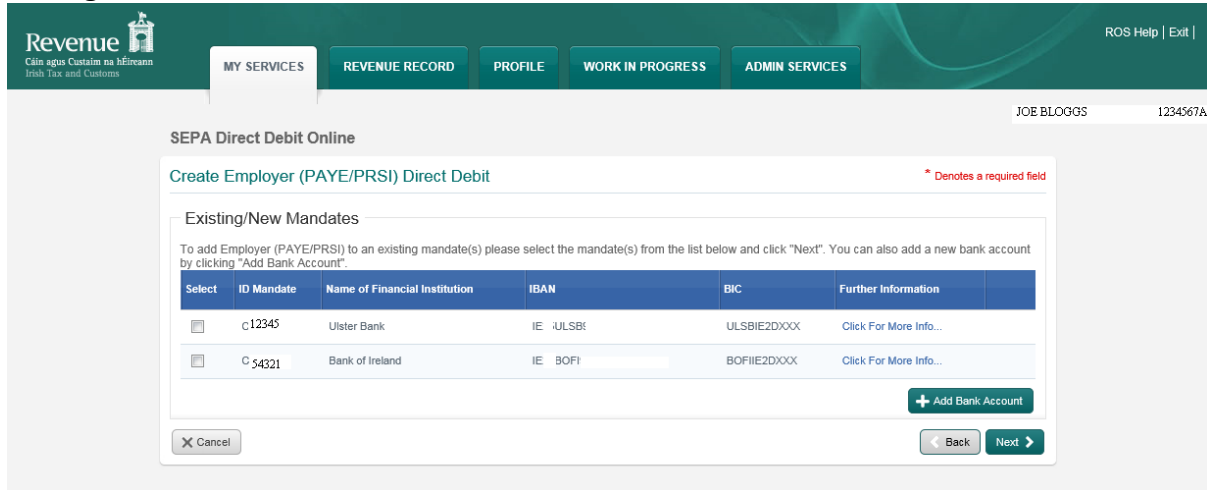 Revenue
Cáin agus Custaim na hÉireann
Irish Tax and Customs
ROS Help | Exit |
MY SERVICES REVENUE RECORD PROFILE WORK IN PROGRESS ADMIN SERVICES
JOE BLOGGS 1234567A
SEPA Direct Debit Online
Create Employer (PAYE/PRSI) Direct Debit
* Denotes a required field
Existing/New Mandates
To add Employer (PAYE/PRSI) to an existing mandate(s) please select the mandate(s) from the list below and click "Next". You can also add a new bank account
by clicking "Add Bank Account".
Select ID Mandate Name of Financial Institution IBAN BIC Further Information
C12345 Ulster Bank IE ULSB ULSBIE2DXXX Click For More Info...
C 54321 Bank of Ireland IE BOFI BOFIIE2DXXX Click For More Info...
Add Bank Account
Cancel Back Next